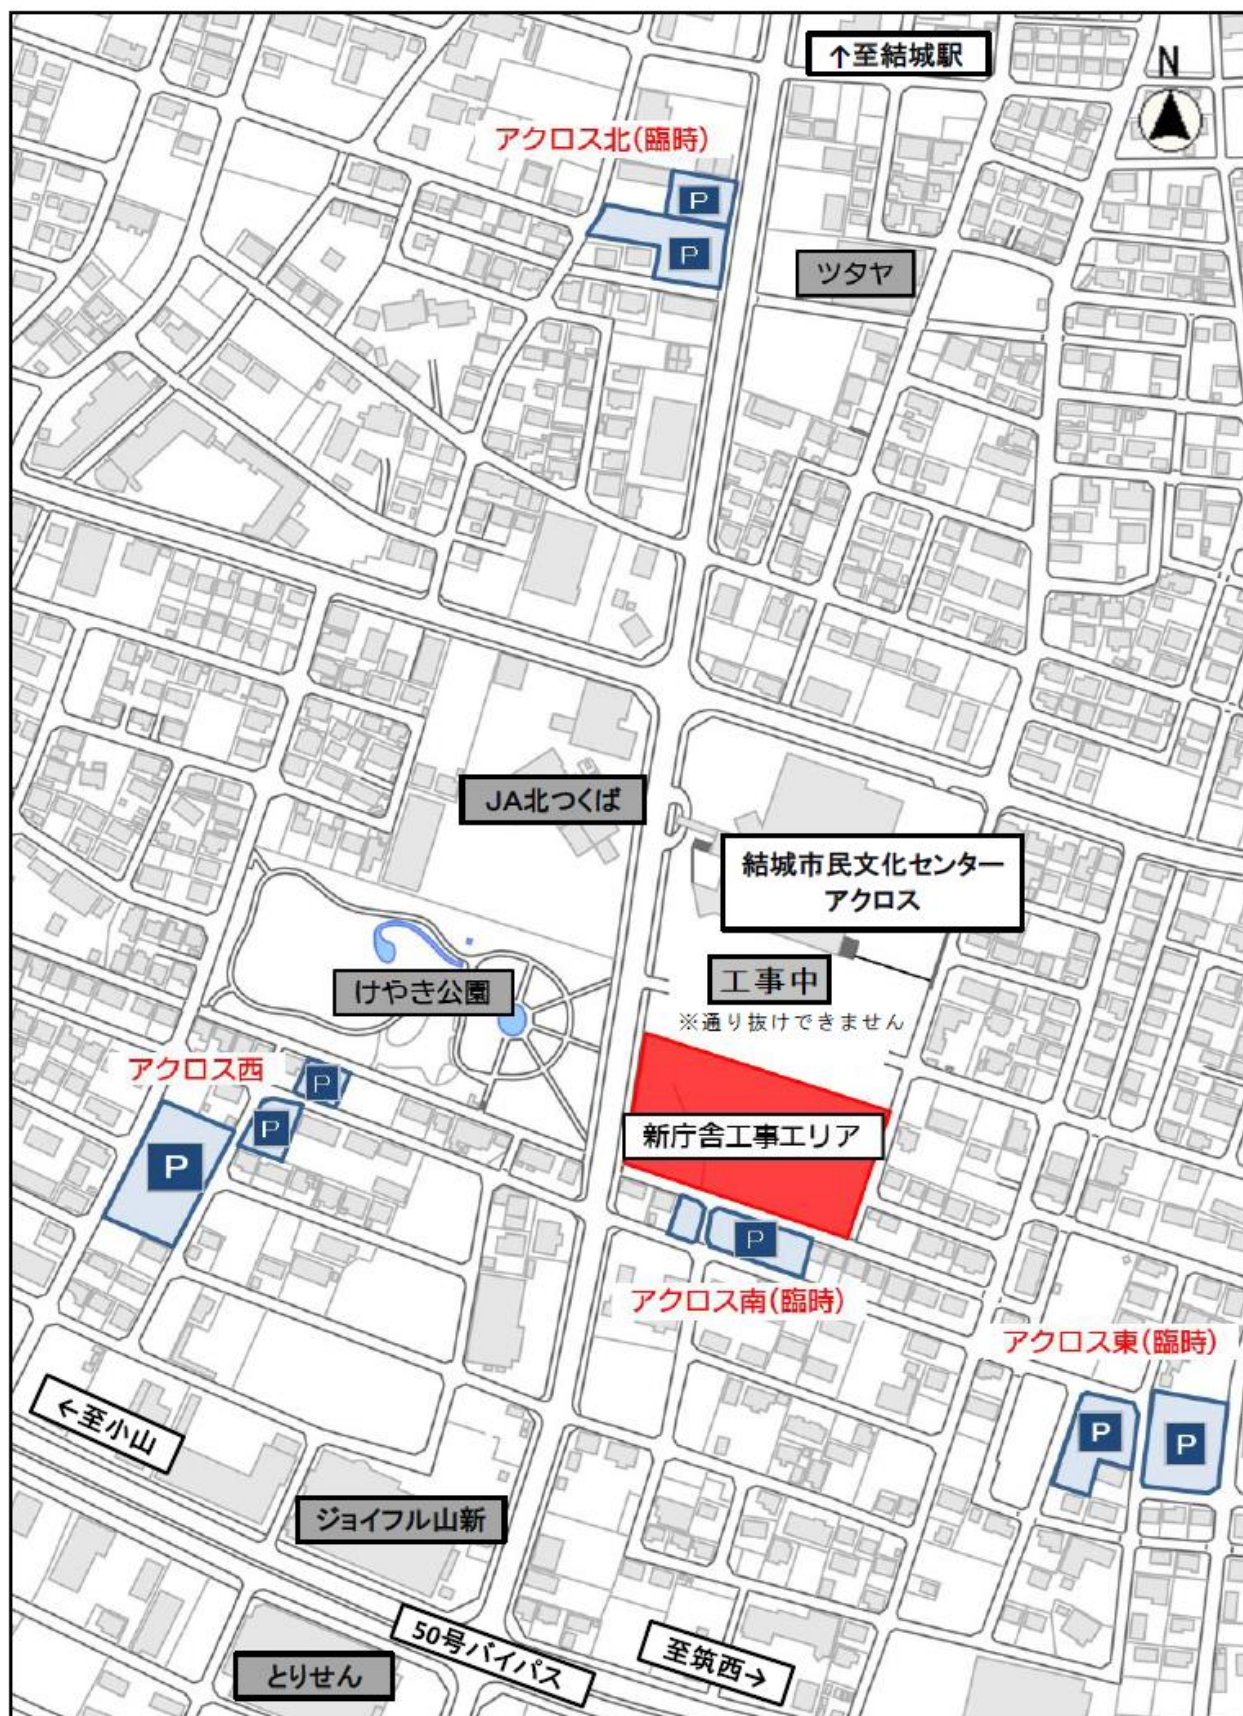 ↑至結城駅
N
アクロス北(臨時)
P
P
ツタヤ
JA北つくば
結城市民文化センター
アクロス
けやき公園
工事中
※通り抜けできません
アクロス西
P
P
P
新庁舎工事エリア
P
アクロス南(臨時)
アクロス東(臨時)
P
P
←至小山
ジョイフル山新
50号バイパス
至筑西→
とりせん